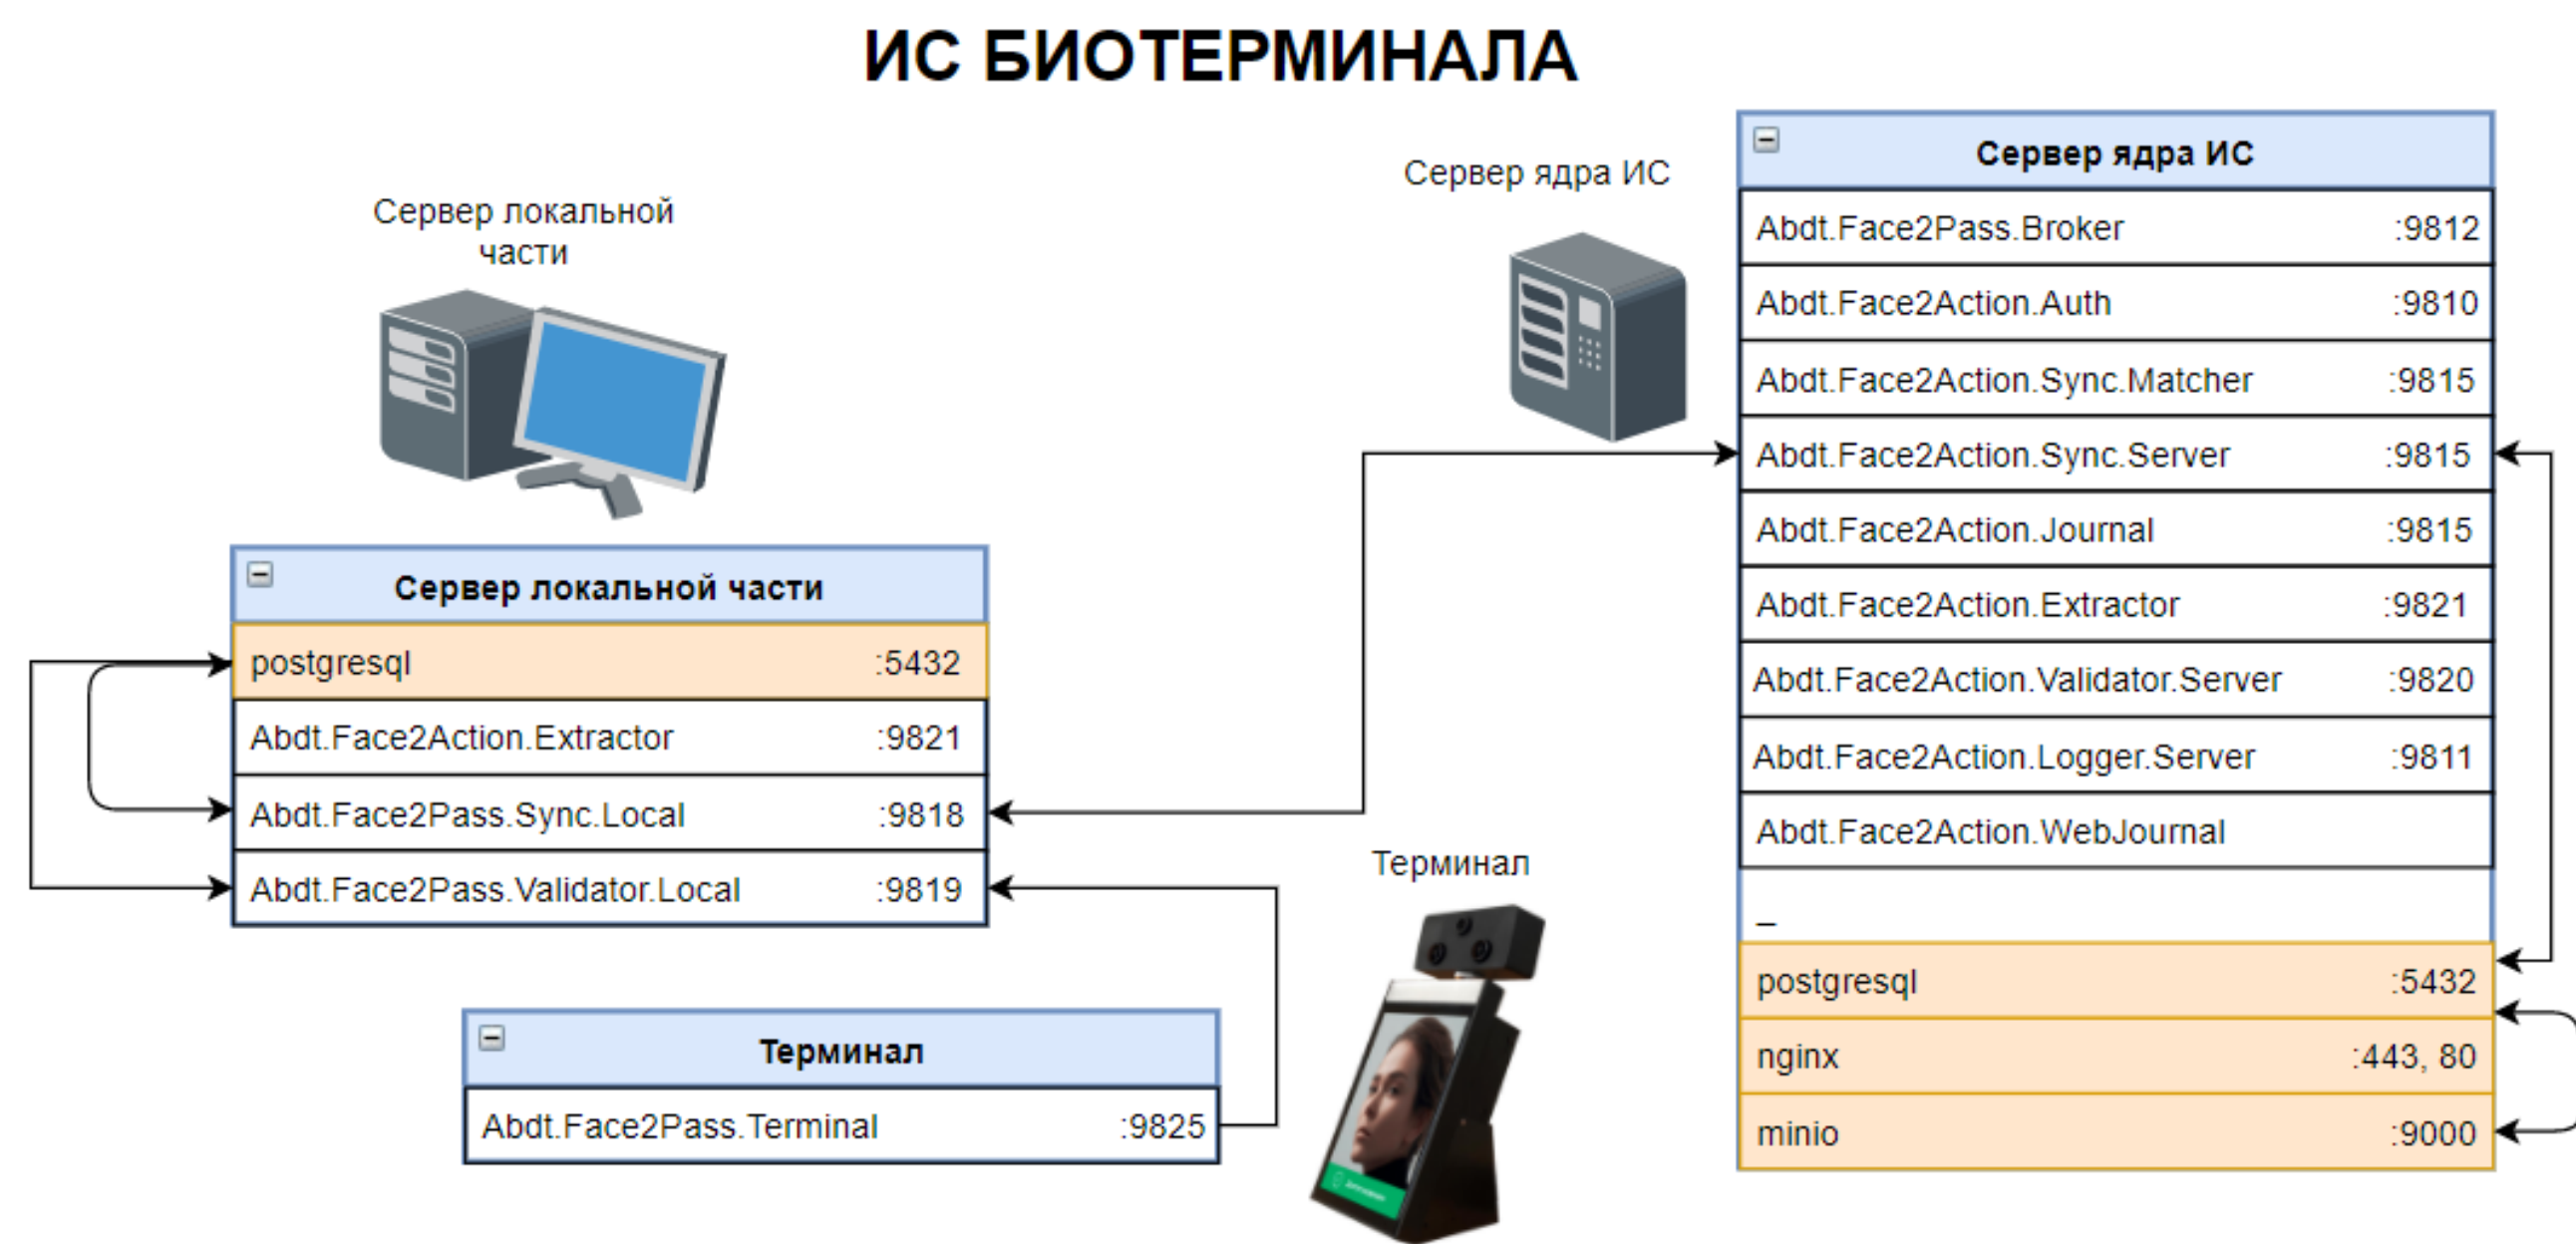 ИС БИОТЕРМИНАЛА
Сервер локальной
части
Сервер локальной части
postgresql :5432
Abdt.Face2Action.Extractor :9821
Abdt.Face2Pass.Sync.Local :9818
Abdt.Face2Pass.Validator.Local :9819
Терминал
Abdt.Face2Pass.Terminal :9825
Терминал
Сервер ядра ИС
Сервер ядра ИС
Abdt.Face2Pass.Broker :9812
Abdt.Face2Action.Auth :9810
Abdt.Face2Action.Sync.Matcher :9815
Abdt.Face2Action.Sync.Server :9815
Abdt.Face2Action.Journal :9815
Abdt.Face2Action.Extractor :9821
Abdt.Face2Action.Validator.Server :9820
Abdt.Face2Action.Logger.Server :9811
Abdt.Face2Action.WebJournal
_
postgresql :5432
nginx :443, 80
minio :9000